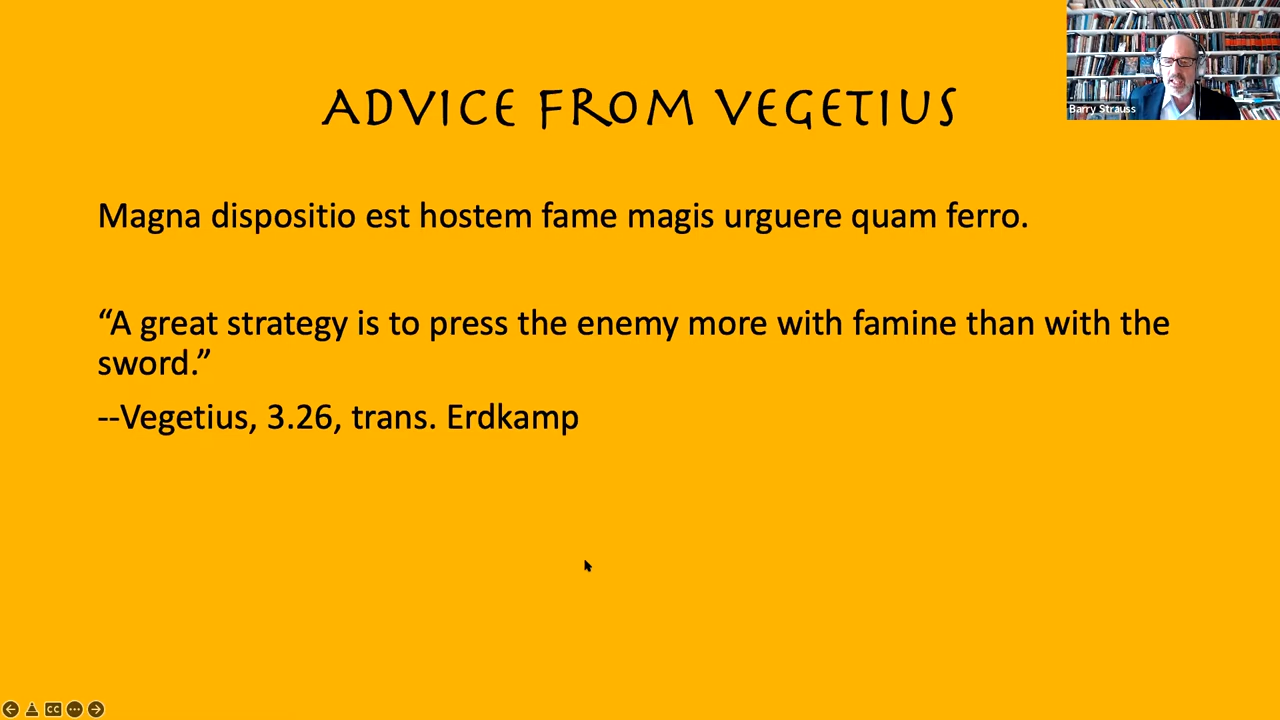 ADVICE FROM VEGETIUS
Barry Strauss
Magna dispositio est hostem fame magis urguere quam ferro.
“A great strategy is to press the enemy more with famine than with the
sword.”
--Vegetius, 3.26, trans. Erdkamp
CC